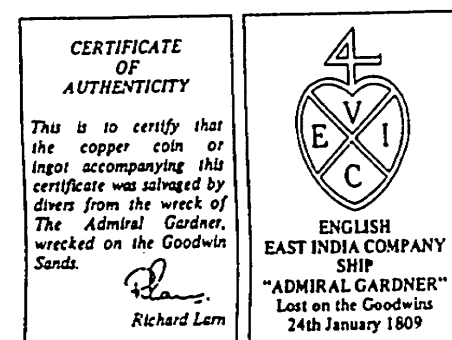 CERTIFICATE
OF
AUTHENTICITY
This is to certify that
the copper coin or
ingot accompanying this
certificate was salvaged by
divers from the wreck of
The Admiral Gardner,
wrecked on the Goodwin
Sands.
Richard Larn
4
V
E I
C
ENGLISH
EAST INDIA COMPANY
SHIP
"ADMIRAL GARDNER"
Lost on the Goodwins
24th January 1809